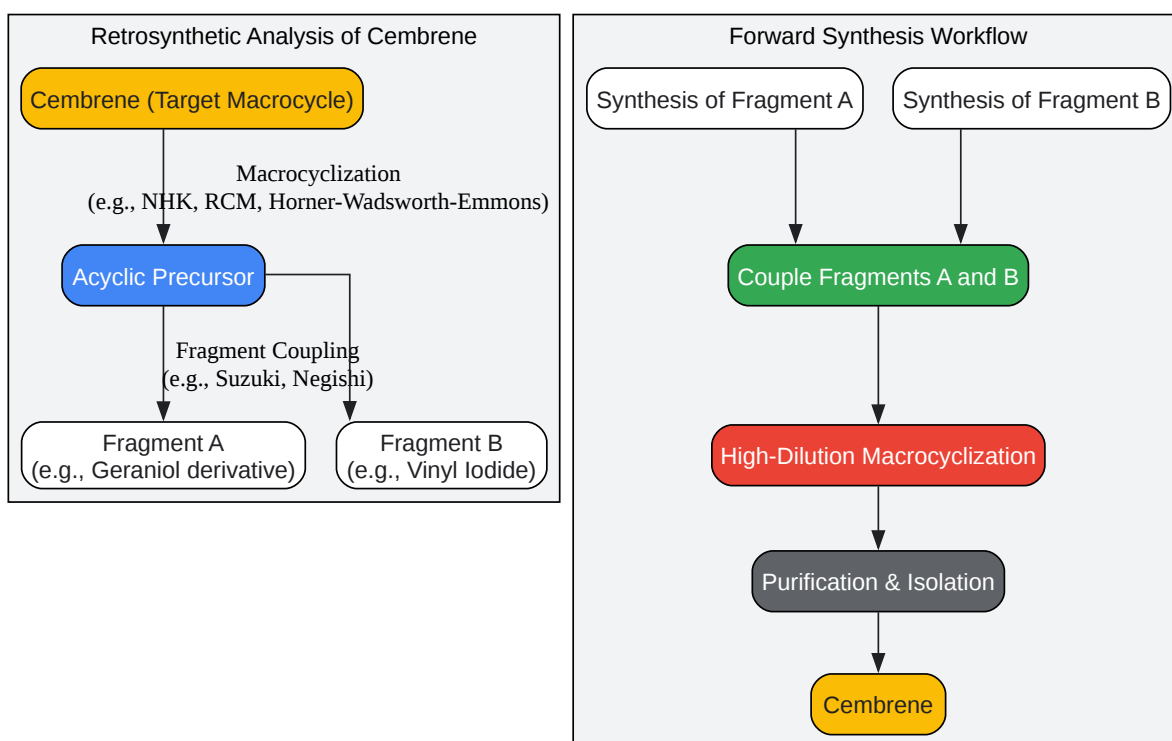 Retrosynthetic Analysis of Cembrene
Cembrene (Target Macrocycle)
Macrocyclization
(e.g., NHK, RCM, Horner-Wadsworth-Emmons)
Acyclic Precursor
Fragment Coupling
(e.g., Suzuki, Negishi)
Fragment A
(e.g., Geraniol derivative)
Fragment B
(e.g., Vinyl Iodide)
Forward Synthesis Workflow
Synthesis of Fragment A
Synthesis of Fragment B
Couple Fragments A and B
High-Dilution Macrocyclization
Purification & Isolation
Cembrene